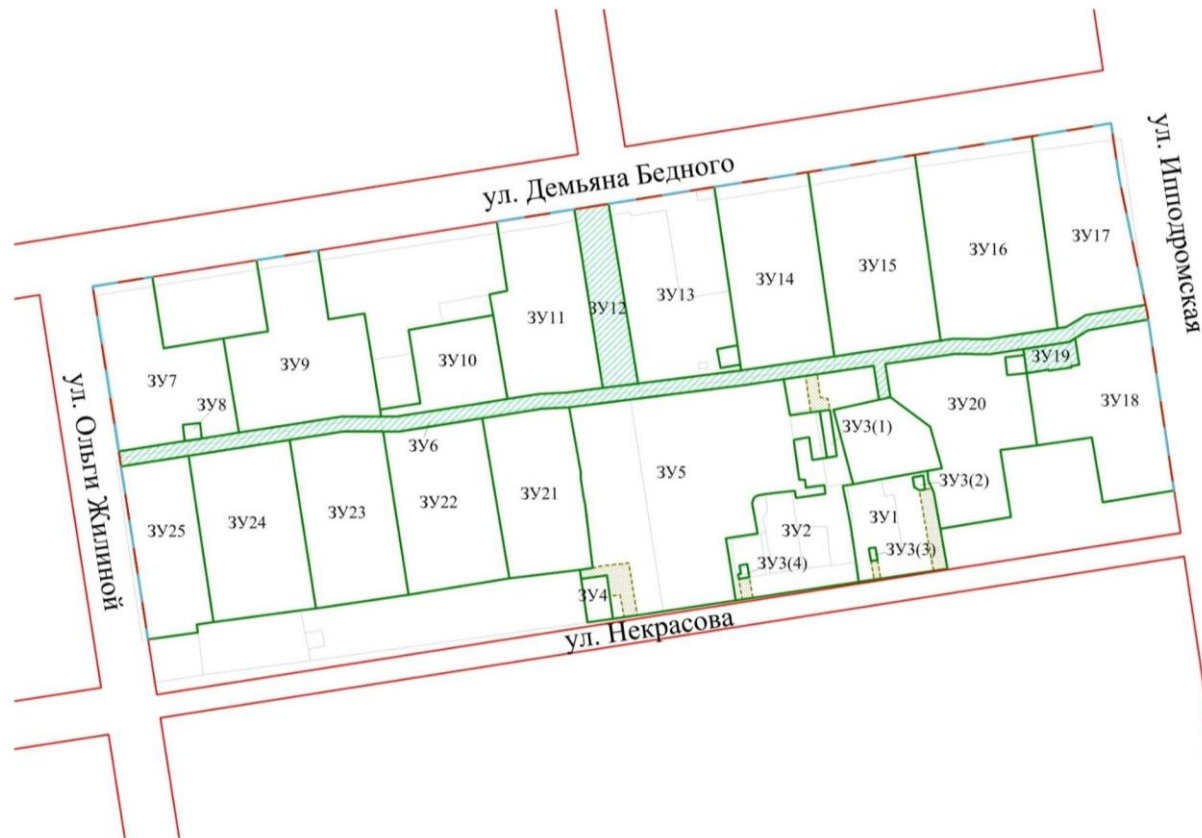 ул. Демьяна Бедного
ул. Ипподромская
ул. Ольги Жилиной
ул. Некрасова
ЗУ17
ЗУ16
ЗУ15
ЗУ14
ЗУ13
ЗУ12
ЗУ11
ЗУ10
ЗУ9
ЗУ7
ЗУ8
ЗУ6
ЗУ19
ЗУ18
ЗУ20
ЗУ3(1)
ЗУ5
ЗУ21
ЗУ22
ЗУ23
ЗУ24
ЗУ25
ЗУ3(2)
ЗУ1
ЗУ2
ЗУ3(3)
ЗУ3(4)
ЗУ4